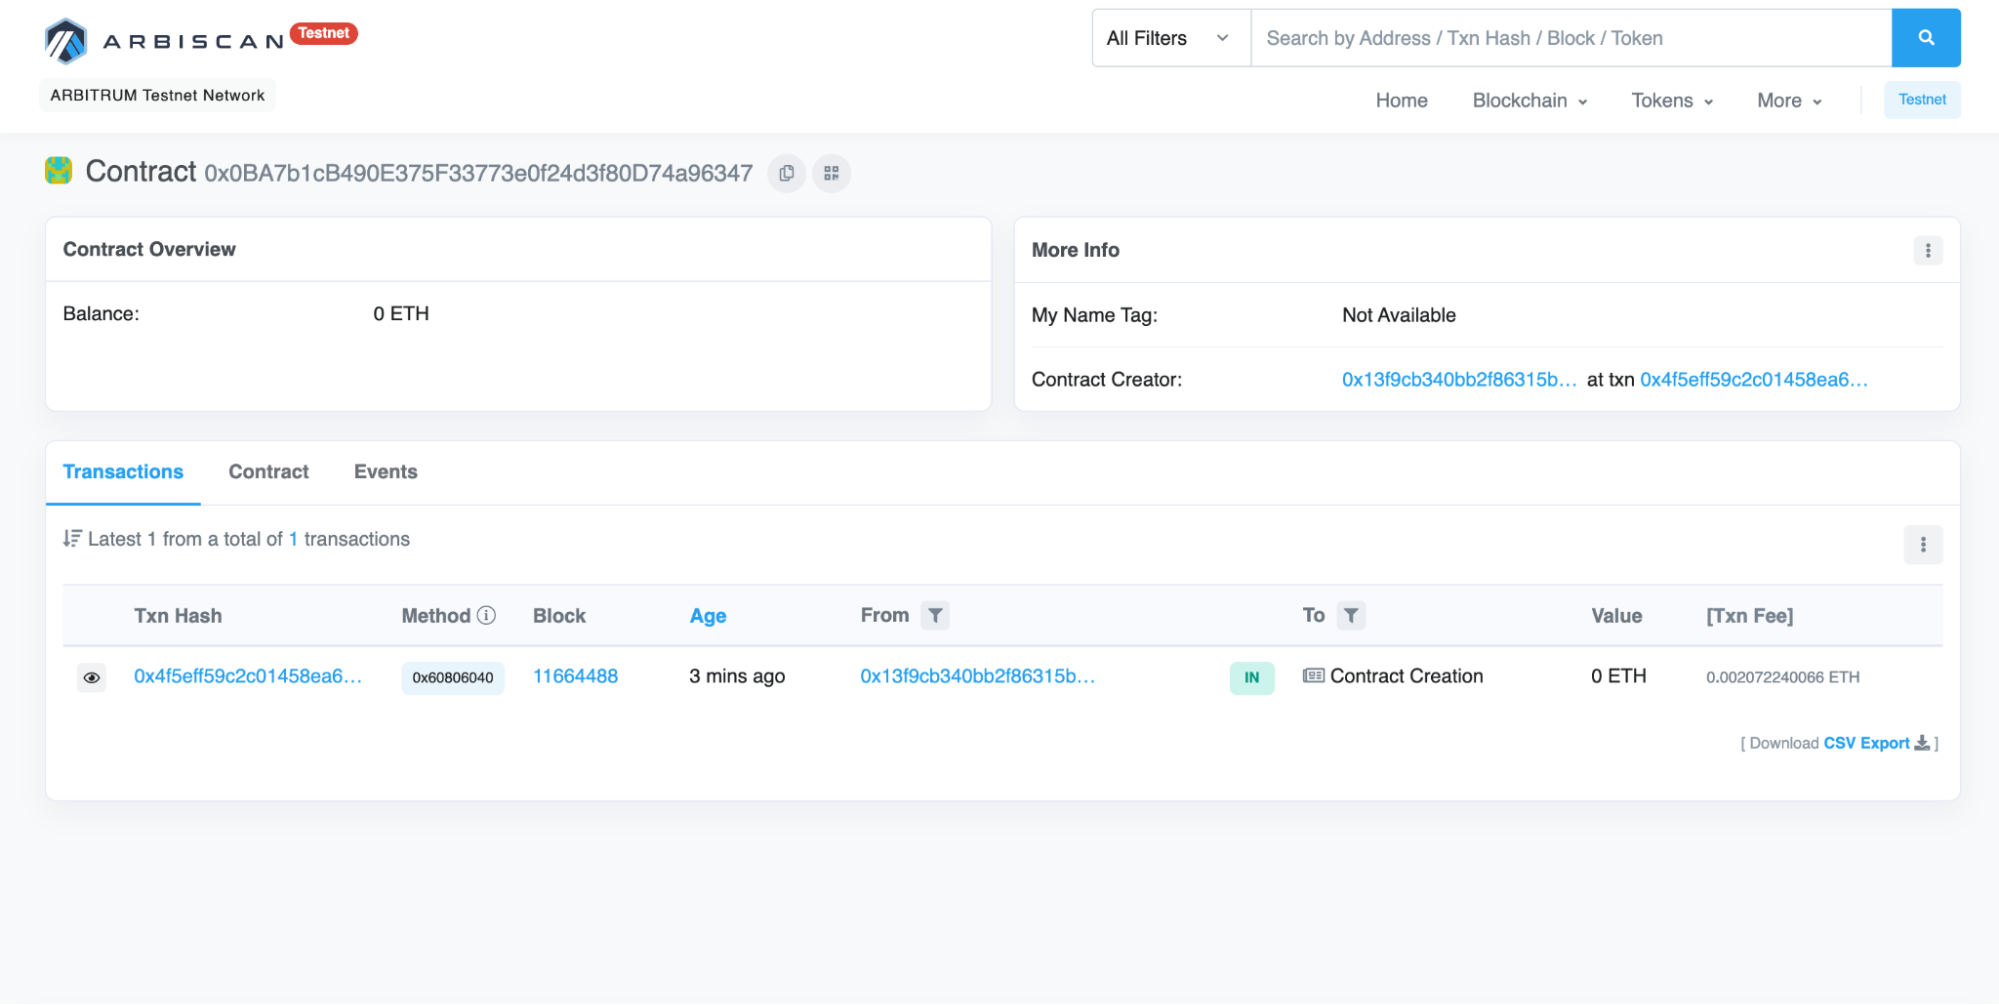 ARBISCAN Testnet
All Filters Search by Address / Txn Hash / Block / Token
ARBITRUM Testnet Network
Home Blockchain Tokens More Testnet
Contract 0x0BA7b1cB490E375F33773e0f24d3f80D74a96347
Contract Overview
Balance: 0 ETH
More Info
My Name Tag: Not Available
Contract Creator: 0x13f9cb340bb2f86315b... at txn 0x4f5eff59c2c01458ea6...
Transactions Contract Events
Latest 1 from a total of 1 transactions
Txn Hash Method Block Age From To Value [Txn Fee]
0x4f5eff59c2c01458ea6... 0x60806040 11664488 3 mins ago 0x13f9cb340bb2f86315b... IN Contract Creation 0 ETH 0.002072240066 ETH
[ Download CSV Export ]